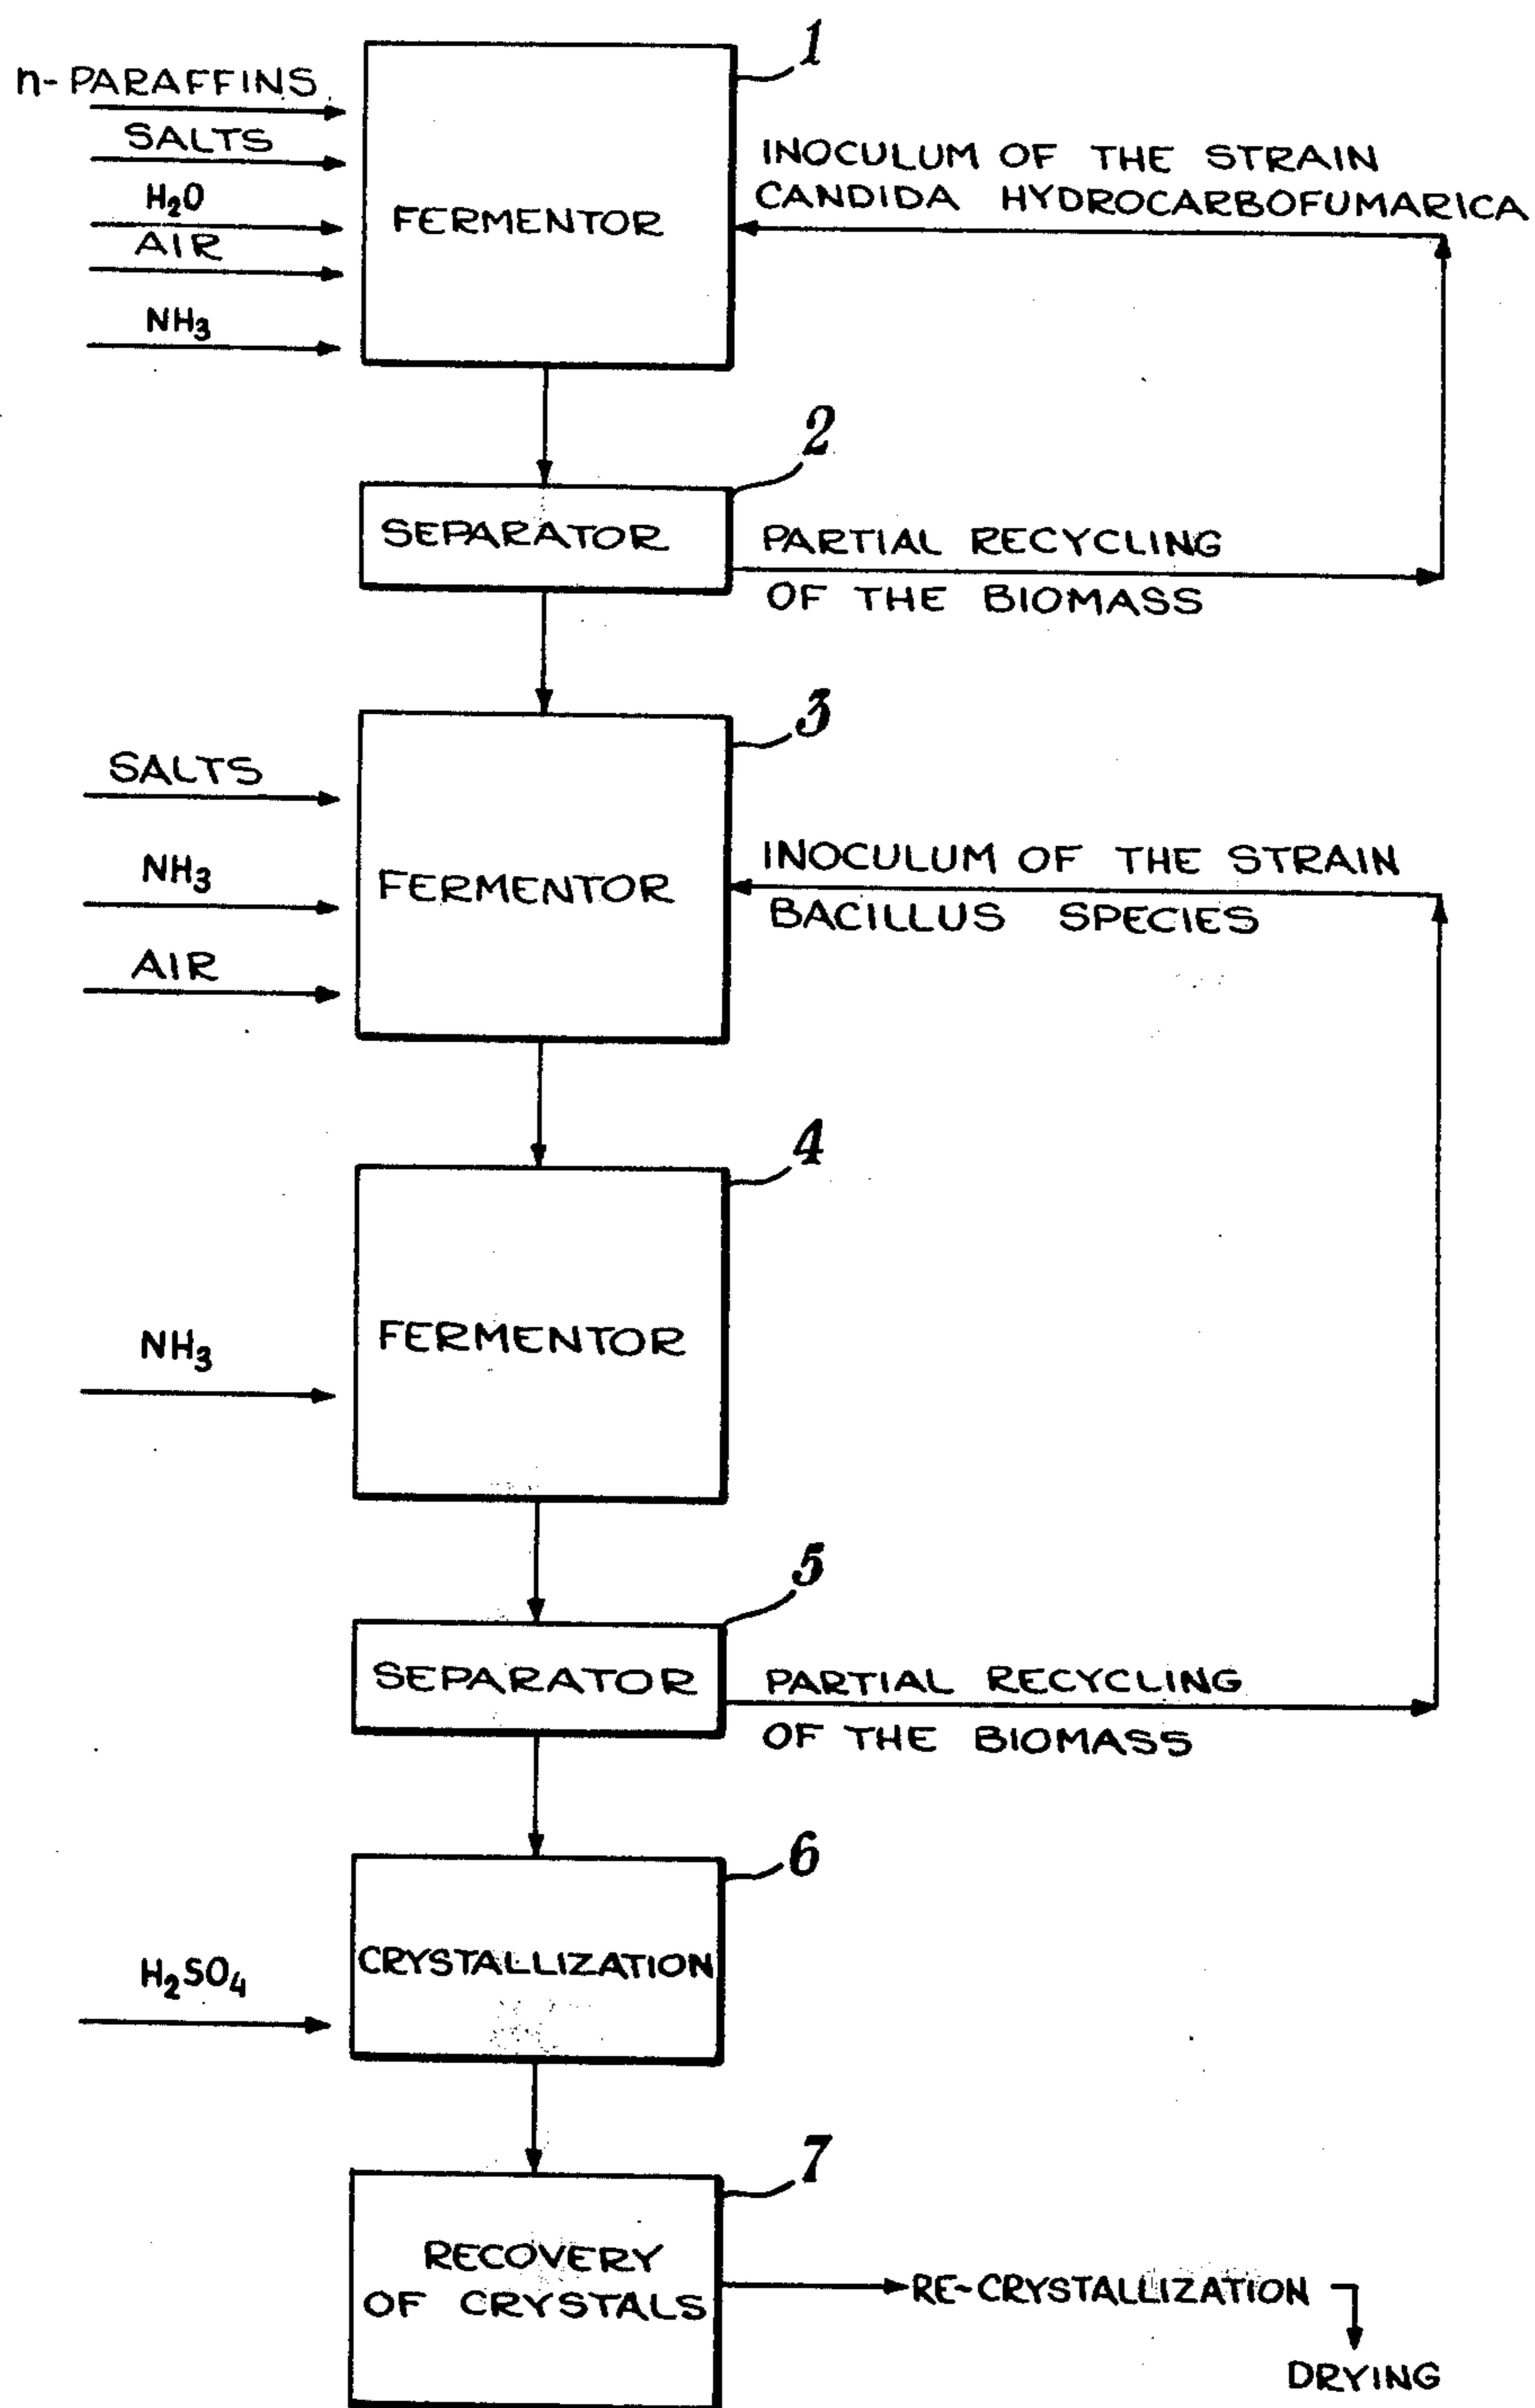 1
n-PARAFFINS
SALTS
H₂O
AIR
NH₃
FERMENTOR
INOCULUM OF THE STRAIN
CANDIDA HYDROCARBOFUMARICA
2
SEPARATOR
PARTIAL RECYCLING
OF THE BIOMASS
3
SALTS
NH₃
AIR
FERMENTOR
INOCULUM OF THE STRAIN
BACILLUS SPECIES
4
NH₃
FERMENTOR
5
SEPARATOR
PARTIAL RECYCLING
OF THE BIOMASS
6
H₂SO₄
CRYSTALLIZATION
7
RECOVERY
OF CRYSTALS
RE-CRYSTALLIZATION
DRYING